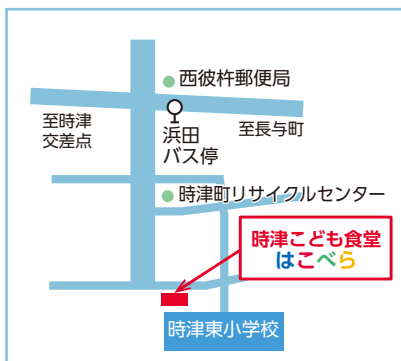 西彼杵郵便局
至時津
交差点
浜田
バス停
至長与町
時津町リサイクルセンター
時津こども食堂
はこべら
時津東小学校